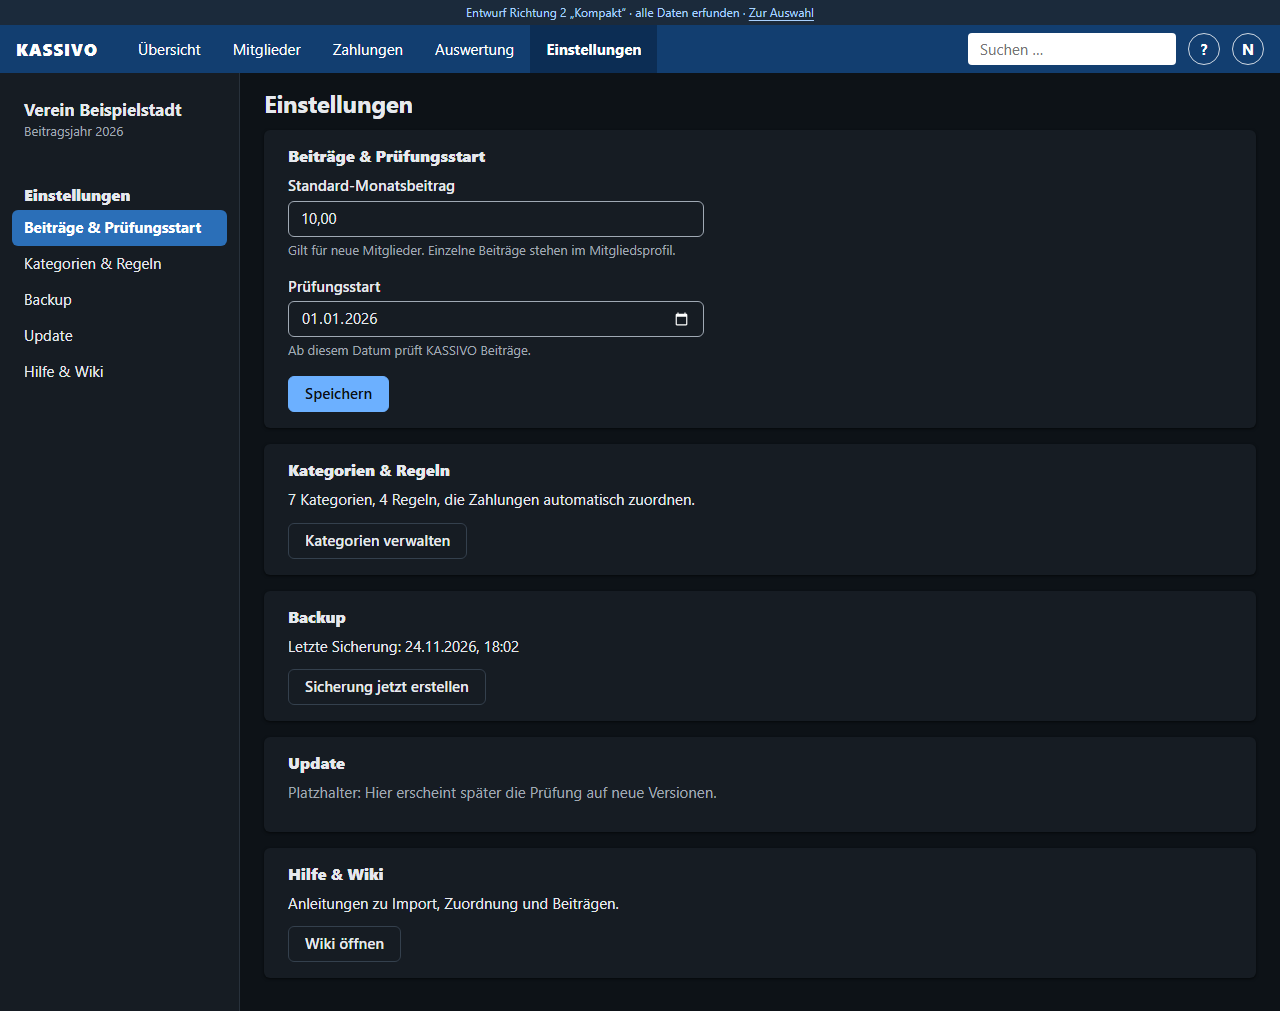 Entwurf Richtung 2 „Kompakt“ · alle Daten erfunden · Zur Auswahl
KASSIVO Übersicht Mitglieder Zahlungen Auswertung Einstellungen Suchen ... ? N
Verein Beispielstadt
Beitragsjahr 2026
Einstellungen
Beiträge & Prüfungsstart
Kategorien & Regeln
Backup
Update
Hilfe & Wiki
Einstellungen
Beiträge & Prüfungsstart
Standard-Monatsbeitrag
10,00
Gilt für neue Mitglieder. Einzelne Beiträge stehen im Mitgliedsprofil.
Prüfungsstart
01.01.2026
Ab diesem Datum prüft KASSIVO Beiträge.
Speichern
Kategorien & Regeln
7 Kategorien, 4 Regeln, die Zahlungen automatisch zuordnen.
Kategorien verwalten
Backup
Letzte Sicherung: 24.11.2026, 18:02
Sicherung jetzt erstellen
Update
Platzhalter: Hier erscheint später die Prüfung auf neue Versionen.
Hilfe & Wiki
Anleitungen zu Import, Zuordnung und Beiträgen.
Wiki öffnen